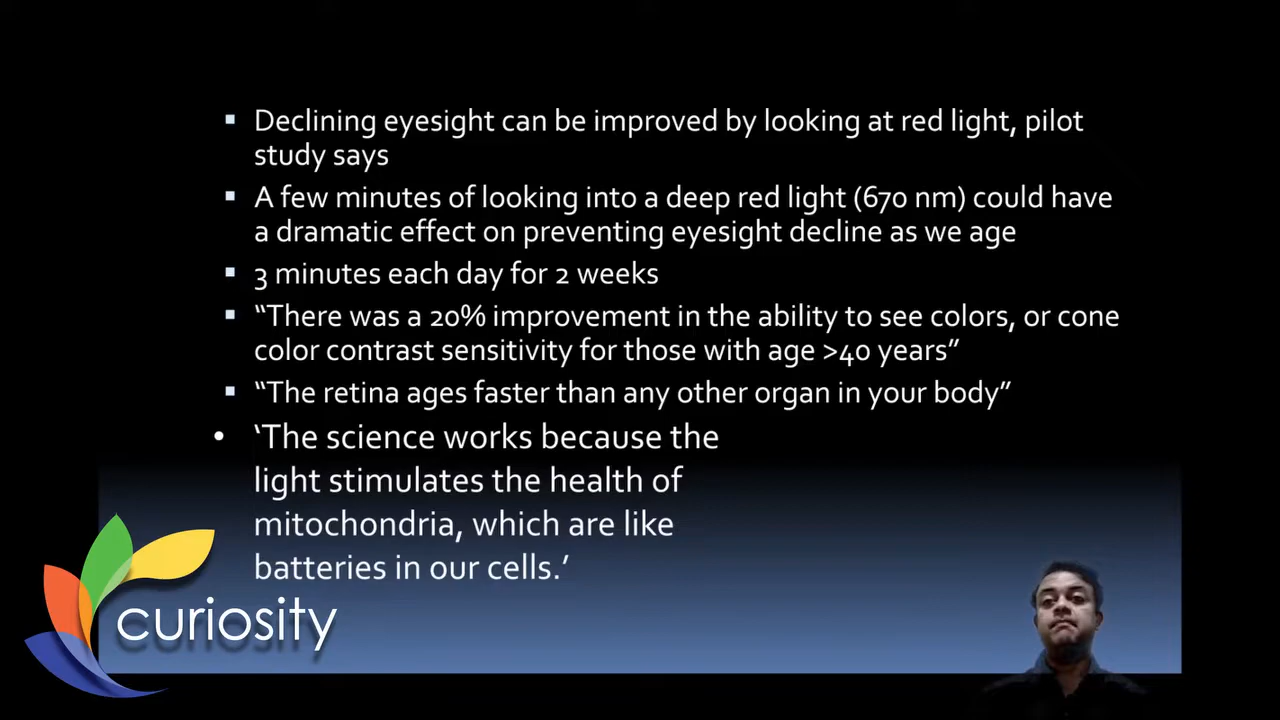 Declining eyesight can be improved by looking at red light, pilot
study says
A few minutes of looking into a deep red light (670 nm) could have
a dramatic effect on preventing eyesight decline as we age
3 minutes each day for 2 weeks
“There was a 20% improvement in the ability to see colors, or cone
color contrast sensitivity for those with age >40 years”
“The retina ages faster than any other organ in your body”
‘The science works because the
light stimulates the health of
mitochondria, which are like
batteries in our cells.’
curiosity